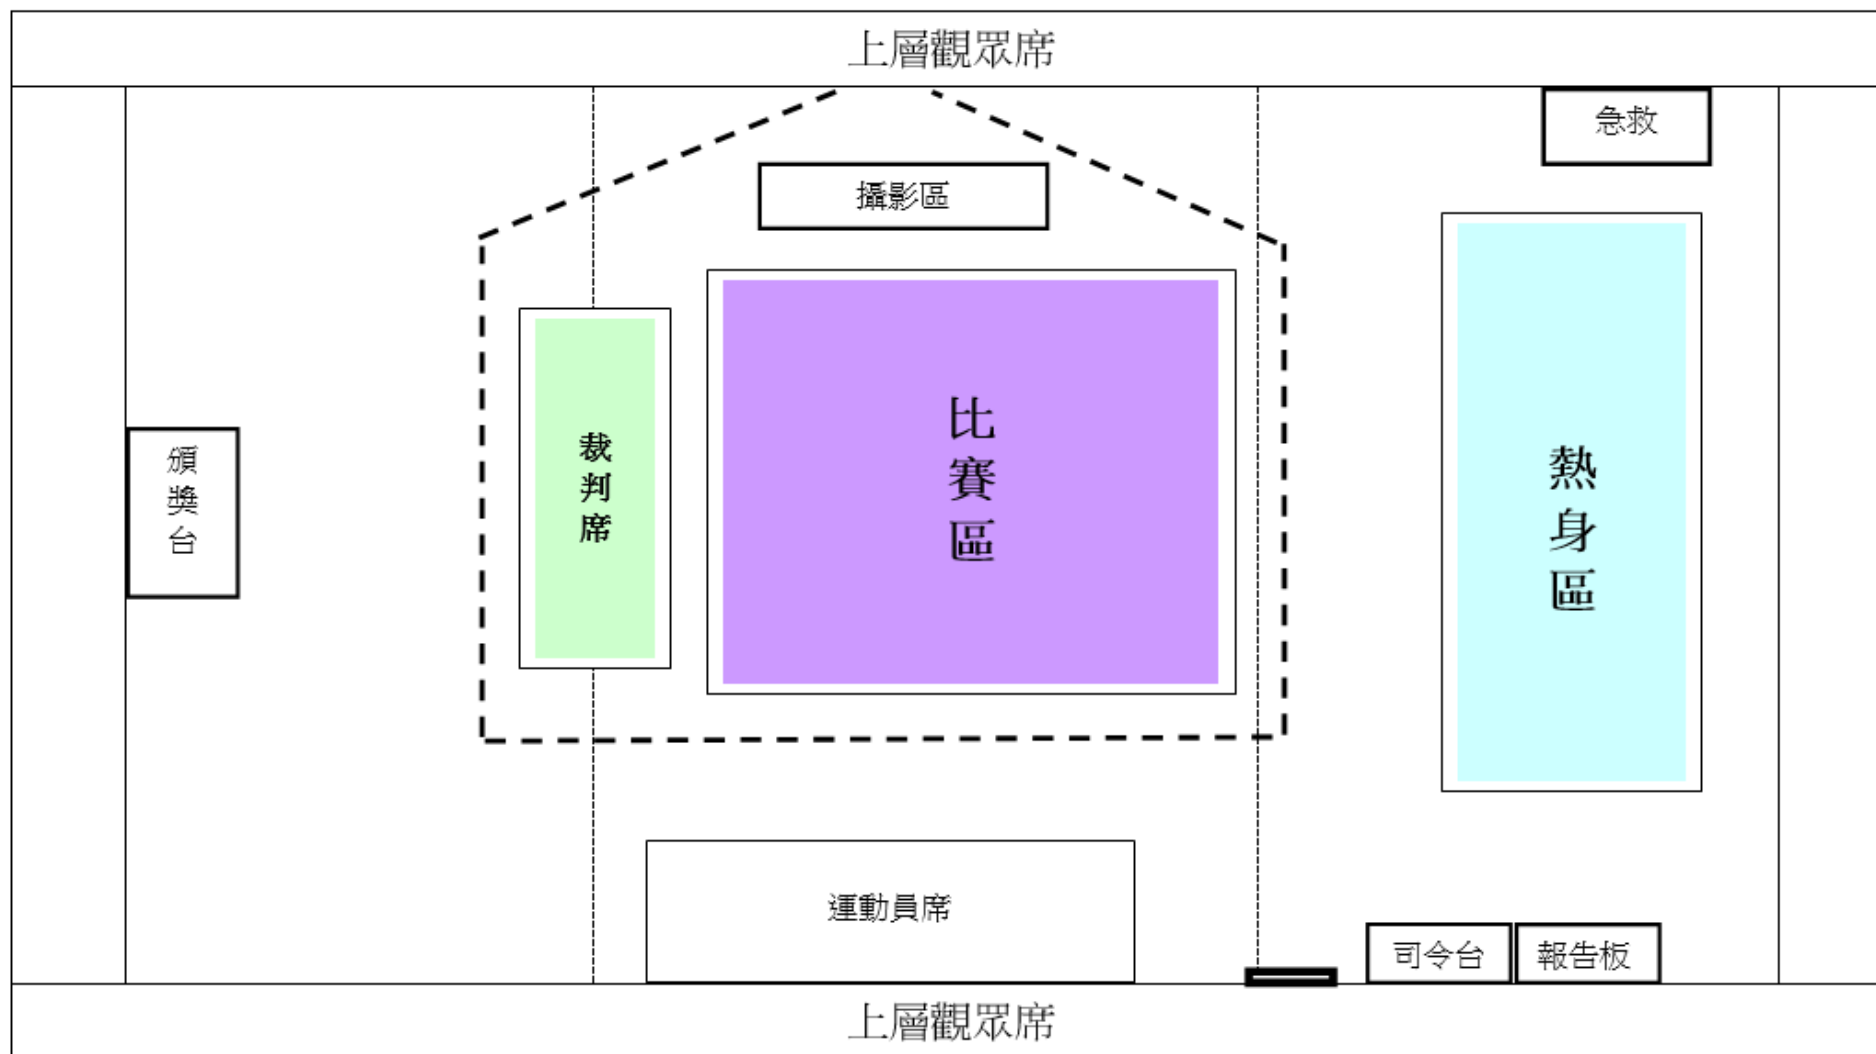 上層觀眾席
急救
攝影區
頒獎台
裁判席
比賽區
熱身區
運動員席
司令台
報告板
上層觀眾席